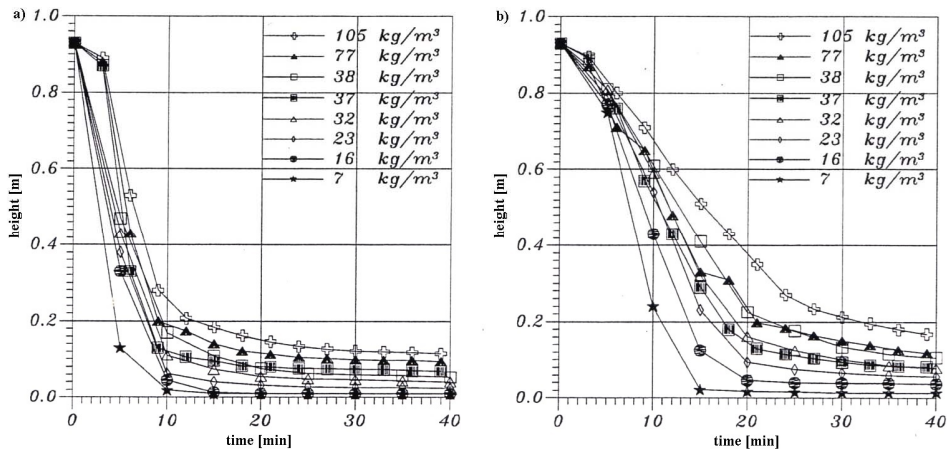 a)
1.0
0.8
0.6
0.4
0.2
0.0
0
10
20
30
40
height [m]
time [min]
105 kg/m³
77 kg/m³
38 kg/m³
37 kg/m³
32 kg/m³
23 kg/m³
16 kg/m³
7 kg/m³
b)
1.0
0.8
0.6
0.4
0.2
0.0
0
10
20
30
40
height [m]
time [min]
105 kg/m³
77 kg/m³
38 kg/m³
37 kg/m³
32 kg/m³
23 kg/m³
16 kg/m³
7 kg/m³